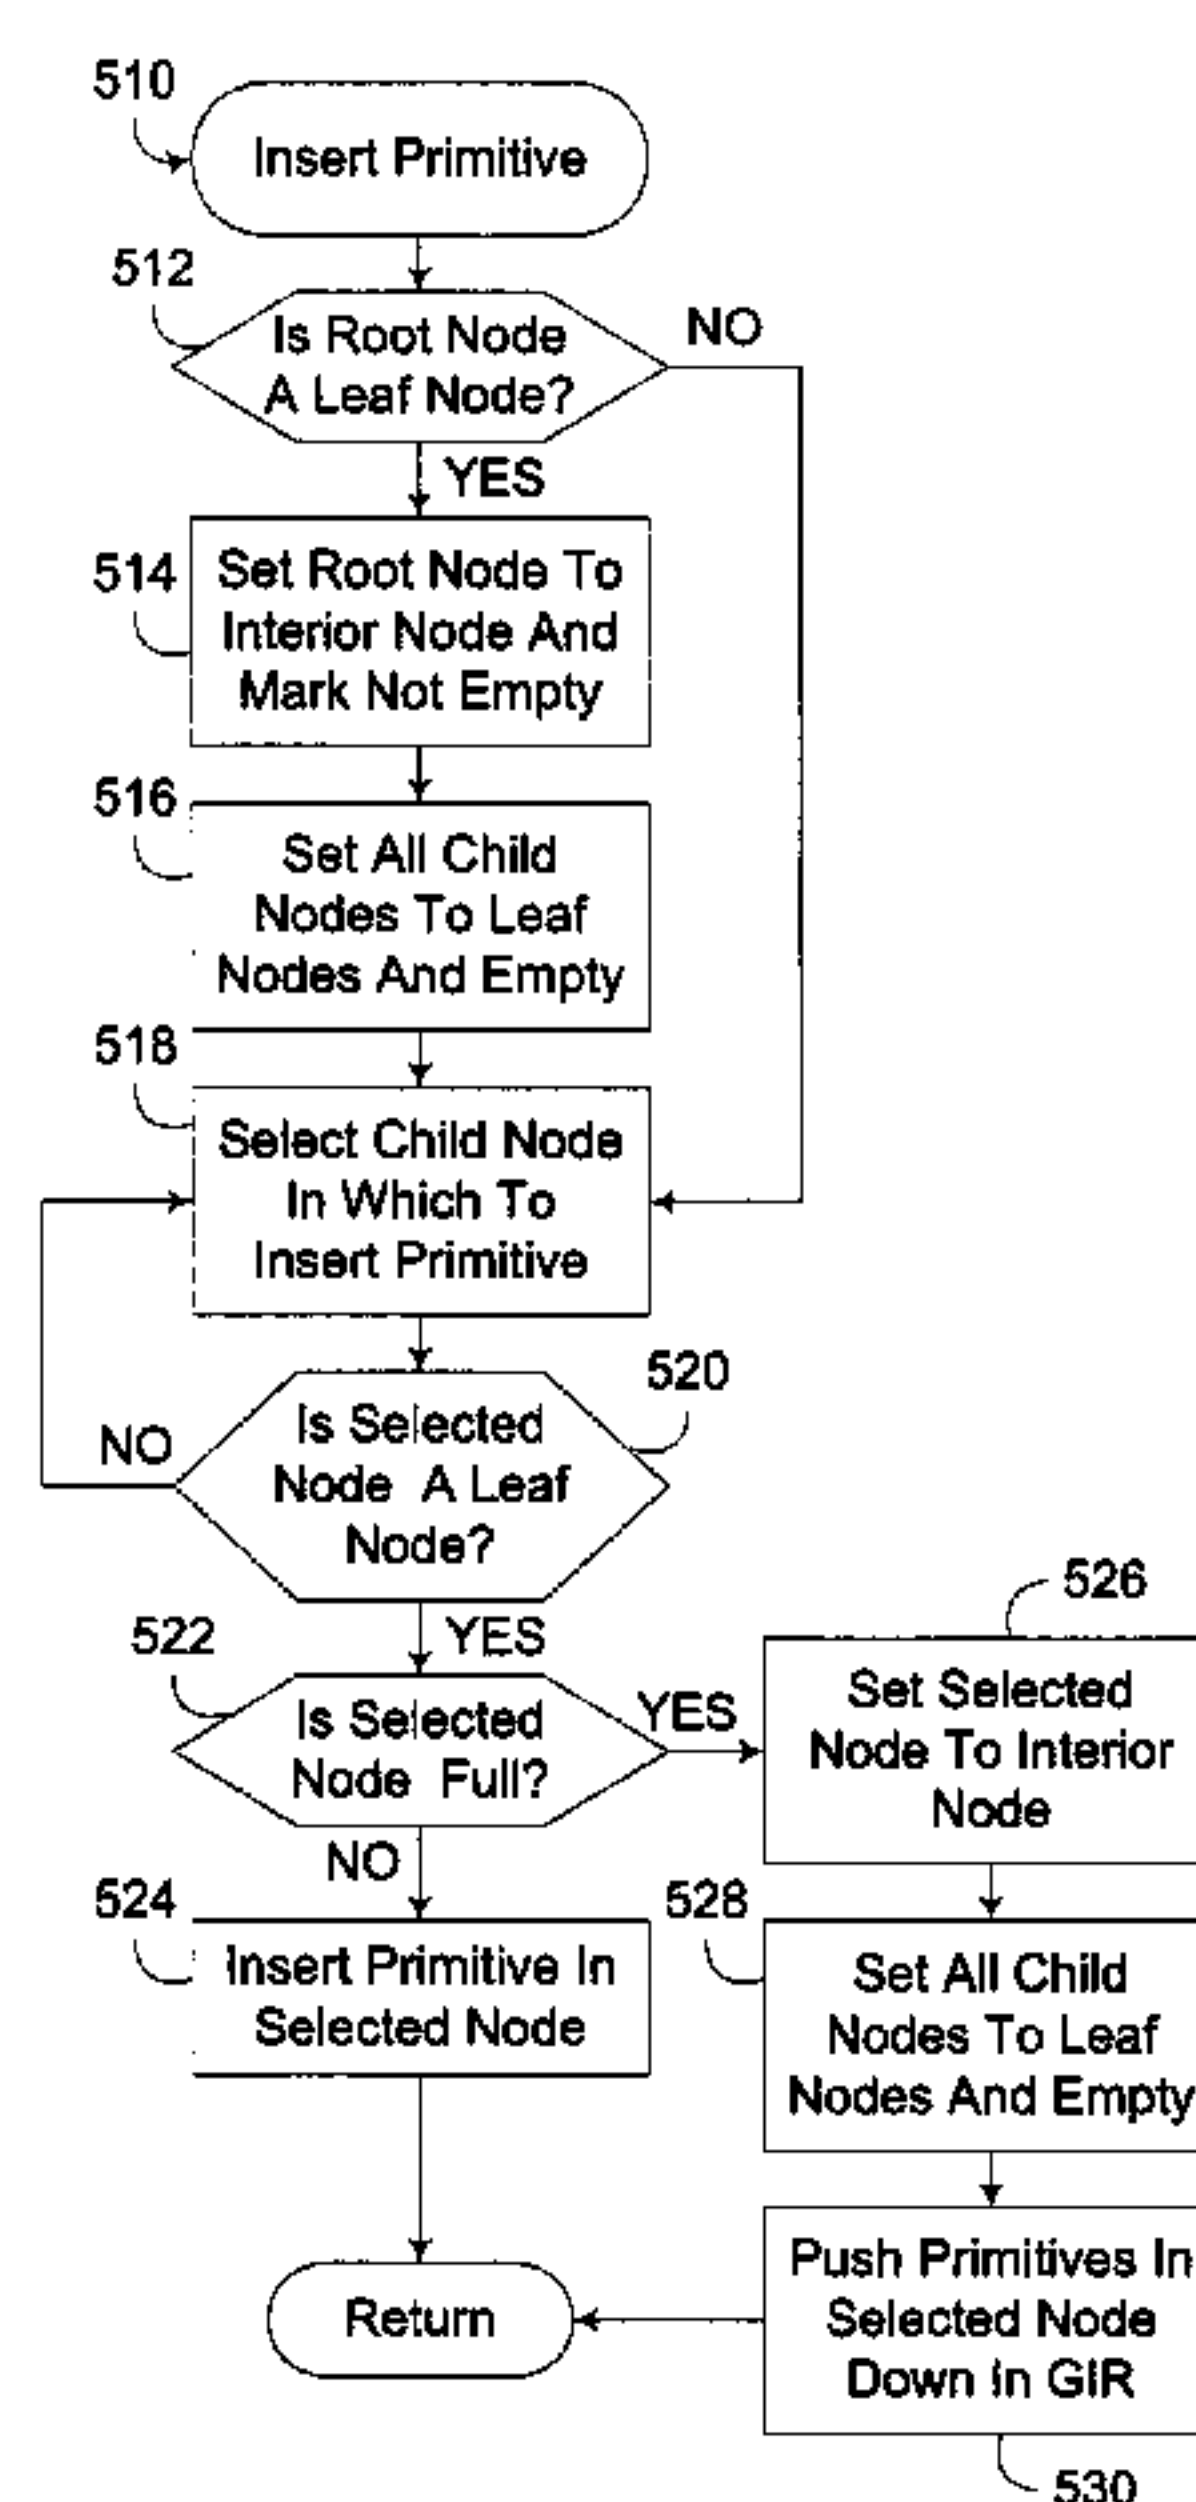 510
Insert Primitive
512
Is Root Node
A Leaf Node?
NO
YES
514
Set Root Node To
Interior Node And
Mark Not Empty
516
Set All Child
Nodes To Leaf
Nodes And Empty
518
Select Child Node
In Which To
Insert Primitive
520
Is Selected
Node A Leaf
Node?
NO
YES
522
Is Selected
Node Full?
YES
NO
526
Set Selected
Node To Interior
Node
524
Insert Primitive In
Selected Node
528
Set All Child
Nodes To Leaf
Nodes And Empty
Return
Push Primitives In
Selected Node
Down In GIR
530